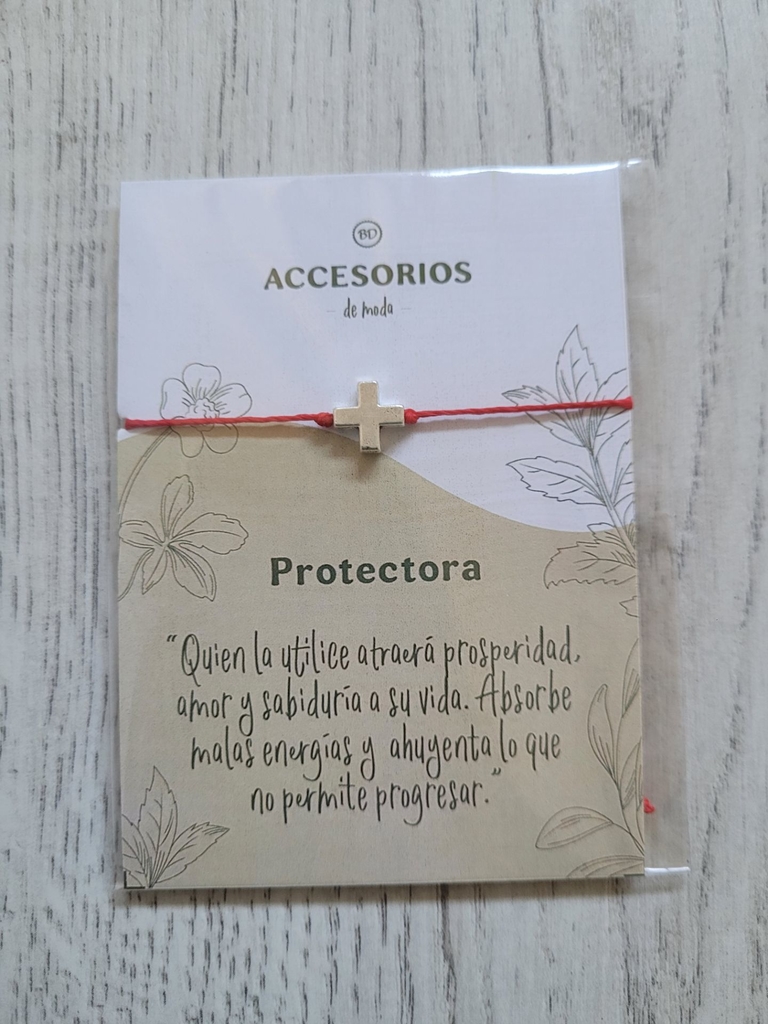 BD
ACCESORIOS
de moda
Protectora
"Quien la utilice atraerá prosperidad,
amor y sabiduría a su vida. Absorbe
malas energías y ahuyenta lo que
no permite progresar."